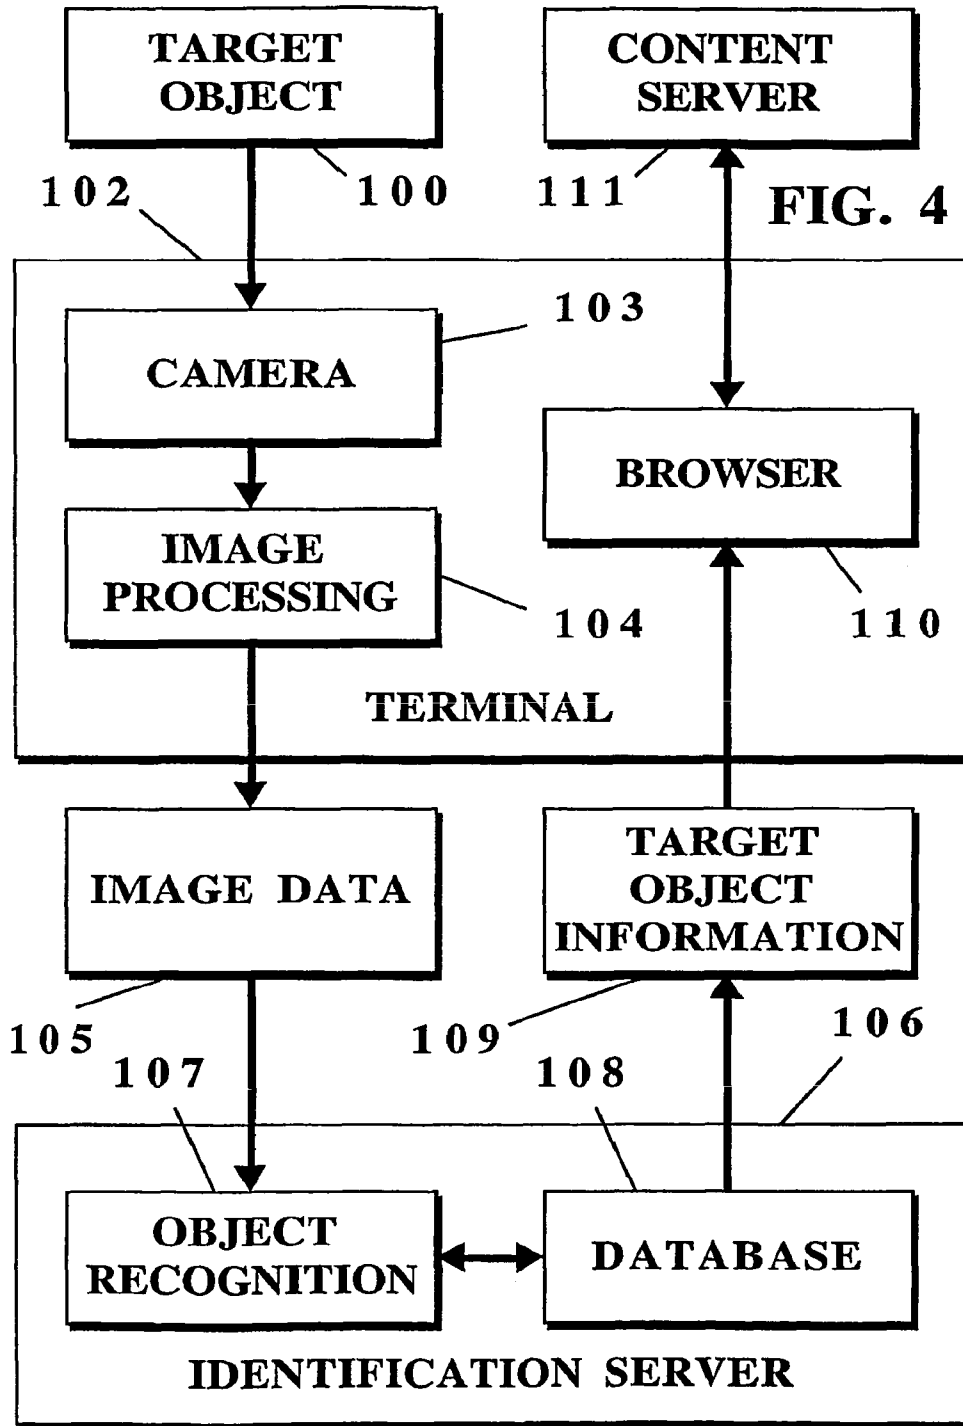 TARGET
OBJECT
CONTENT
SERVER
102
100
111
FIG. 4
103
CAMERA
BROWSER
IMAGE
PROCESSING
104
110
TERMINAL
IMAGE DATA
TARGET
OBJECT
INFORMATION
105
109
106
107
108
OBJECT
RECOGNITION
DATABASE
IDENTIFICATION SERVER